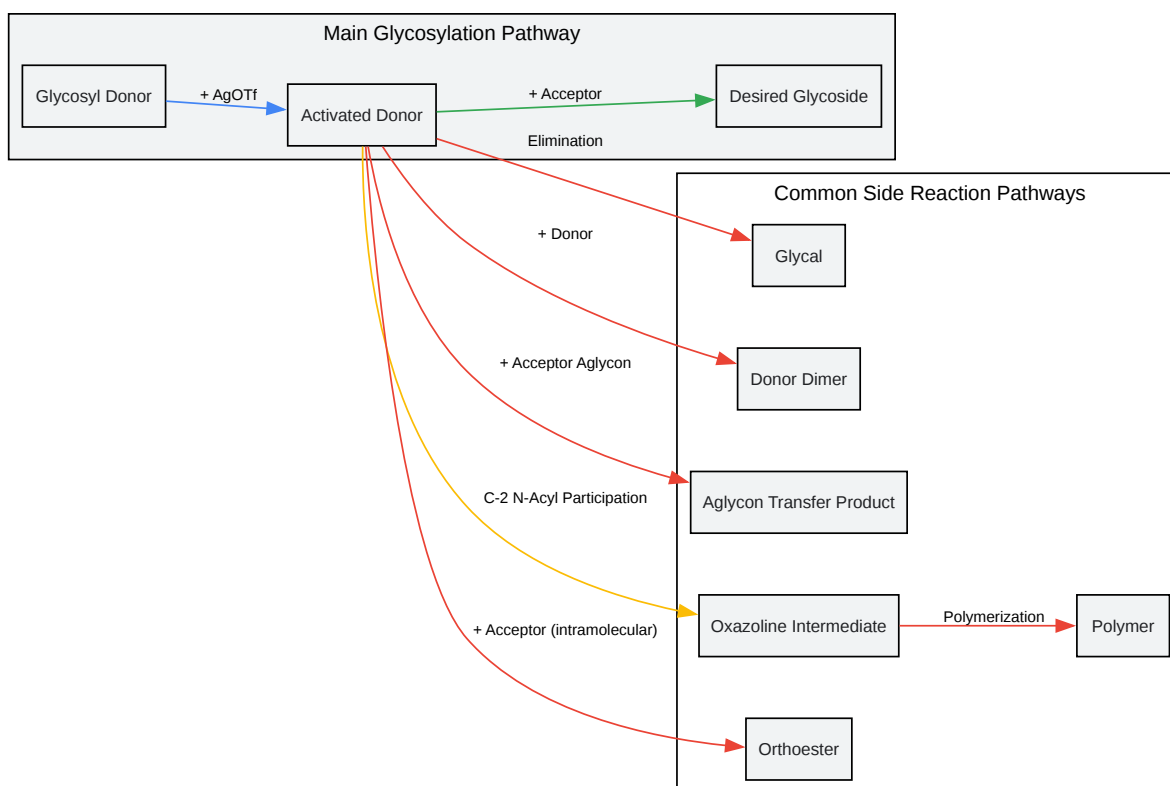 Main Glycosylation Pathway
Glycosyl Donor
+ AgOTf
Activated Donor
+ Acceptor
Desired Glycoside
Elimination
Common Side Reaction Pathways
Glycal
+ Donor
Donor Dimer
+ Acceptor Aglycon
Aglycon Transfer Product
C-2 N-Acyl Participation
Oxazoline Intermediate
Polymerization
Polymer
+ Acceptor (intramolecular)
Orthoester